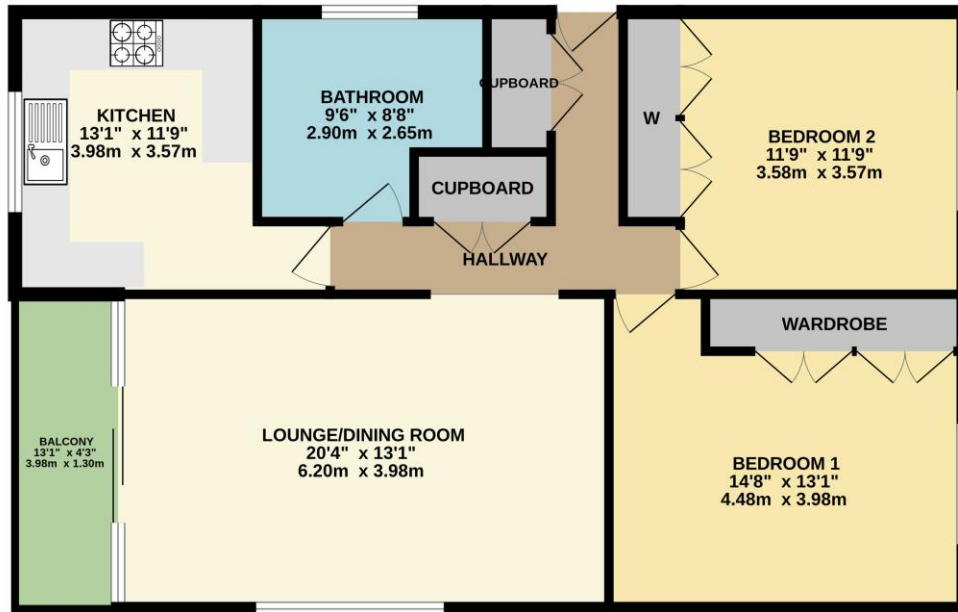 KITCHEN
13'1" x 11'9"
3.98m x 3.57m
BATHROOM
9'6" x 8'8"
2.90m x 2.65m
CUPBOARD
CUPBOARD
HALLWAY
W
BEDROOM 2
11'9" x 11'9"
3.58m x 3.57m
WARDROBE
BALCONY
13'1" x 4'3"
3.98m x 1.30m
LOUNGE/DINING ROOM
20'4" x 13'1"
6.20m x 3.98m
BEDROOM 1
14'8" x 13'1"
4.48m x 3.98m